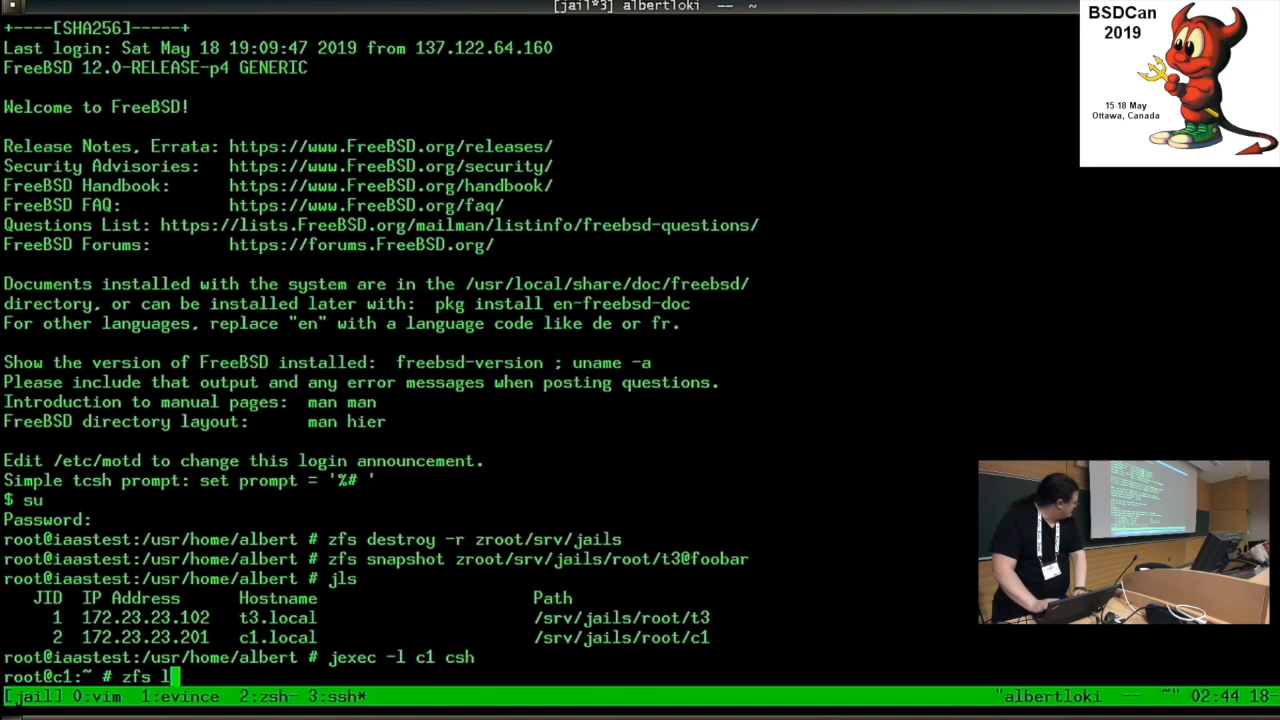 [jail*3] albertloki  --  ~
+----[SHA256]-----+
Last login: Sat May 18 19:09:47 2019 from 137.122.64.160
FreeBSD 12.0-RELEASE-p4 GENERIC
Welcome to FreeBSD!
Release Notes, Errata: https://www.FreeBSD.org/releases/
Security Advisories:   https://www.FreeBSD.org/security/
FreeBSD Handbook:      https://www.FreeBSD.org/handbook/
FreeBSD FAQ:           https://www.FreeBSD.org/faq/
Questions List: https://lists.FreeBSD.org/mailman/listinfo/freebsd-questions/
FreeBSD Forums:        https://forums.FreeBSD.org/
Documents installed with the system are in the /usr/local/share/doc/freebsd/
directory, or can be installed later with:  pkg install en-freebsd-doc
For other languages, replace "en" with a language code like de or fr.
Show the version of FreeBSD installed:  freebsd-version ; uname -a
Please include that output and any error messages when posting questions.
Introduction to manual pages:  man man
FreeBSD directory layout:      man hier
Edit /etc/motd to change this login announcement.
Simple tcsh prompt: set prompt = '%# '
$ su
Password:
root@iaastest:/usr/home/albert # zfs destroy -r zroot/srv/jails
root@iaastest:/usr/home/albert # zfs snapshot zroot/srv/jails/root/t3@foobar
root@iaastest:/usr/home/albert # jls
   JID  IP Address      Hostname                      Path
     1  172.23.23.102   t3.local                      /srv/jails/root/t3
     2  172.23.23.201   c1.local                      /srv/jails/root/c1
root@iaastest:/usr/home/albert # jexec -l c1 csh
root@c1:~ # zfs l
[jail] 0:vim  1:evince  2:zsh- 3:ssh*
"albertloki  --  ~" 02:44 18-
BSDCan
2019
15-18 May
Ottawa, Canada